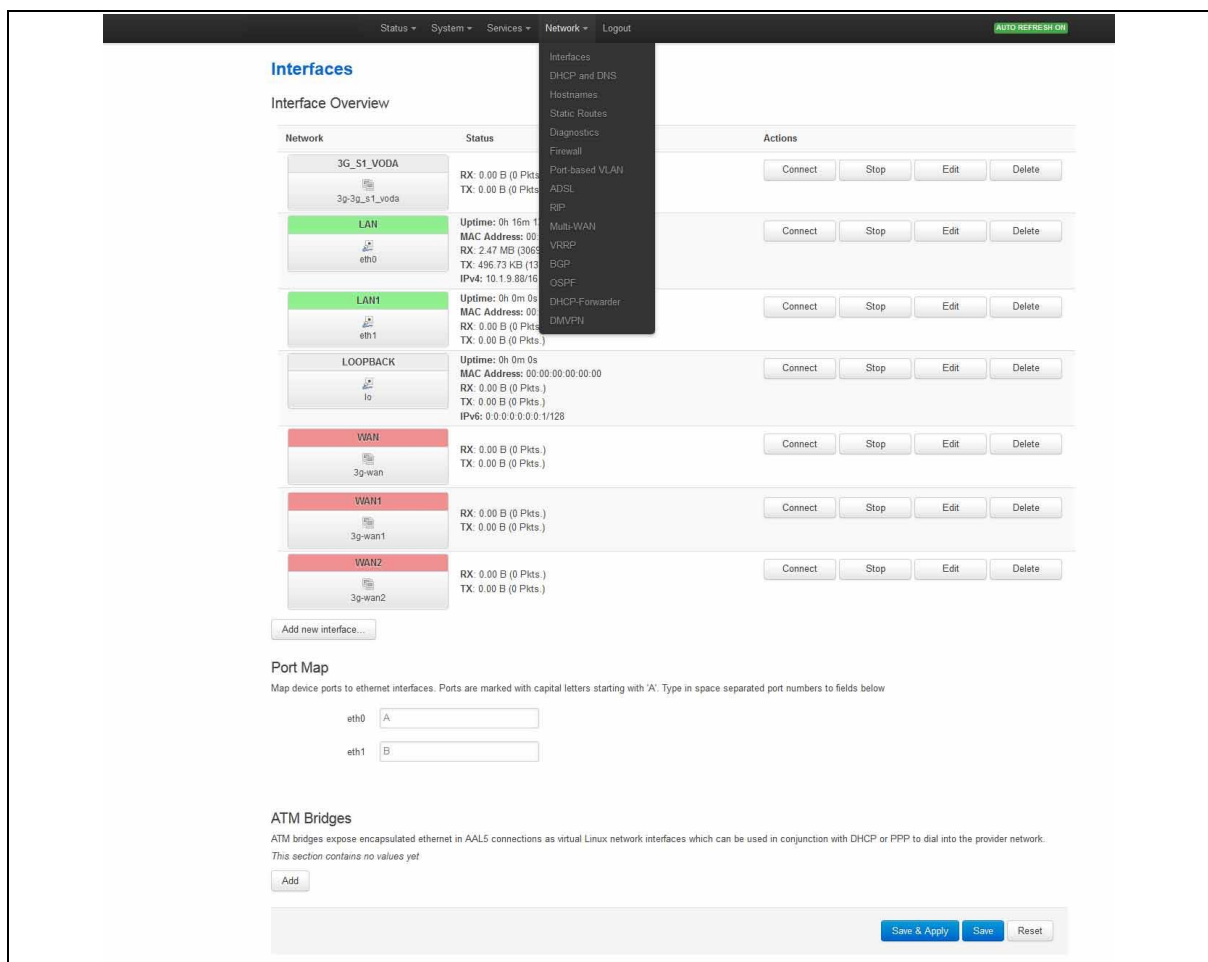 Status System Services Network Logout AUTO REFRESH ON
Interfaces
DHCP and DNS
Hostnames
Static Routes
Diagnostics
Firewall
Port-based VLAN
ADSL
RIP
Multi-WAN
VRRP
BGP
OSPF
DHCP-Forwarder
DMVPN
Interfaces
Interface Overview
Network Status Actions
3G_S1_VODA
3g-3g_s1_voda
RX: 0.00 B (0 Pkts
TX: 0.00 B (0 Pkts
Connect Stop Edit Delete
LAN
eth0
Uptime: 0h 16m
MAC Address: 00:
RX: 2.47 MB (3069
TX: 496.73 KB (13
IPv4: 10.1.9.88/16
Connect Stop Edit Delete
LAN1
eth1
Uptime: 0h 0m 0s
MAC Address: 00:
RX: 0.00 B (0 Pkts
TX: 0.00 B (0 Pkts.)
Connect Stop Edit Delete
LOOPBACK
lo
Uptime: 0h 0m 0s
MAC Address: 00:00:00:00:00:00
RX: 0.00 B (0 Pkts.)
TX: 0.00 B (0 Pkts.)
IPv6: 0:0:0:0:0:0:0:1/128
Connect Stop Edit Delete
WAN
3g-wan
RX: 0.00 B (0 Pkts.)
TX: 0.00 B (0 Pkts.)
Connect Stop Edit Delete
WAN1
3g-wan1
RX: 0.00 B (0 Pkts.)
TX: 0.00 B (0 Pkts.)
Connect Stop Edit Delete
WAN2
3g-wan2
RX: 0.00 B (0 Pkts.)
TX: 0.00 B (0 Pkts.)
Connect Stop Edit Delete
Add new interface...
Port Map
Map device ports to ethernet interfaces. Ports are marked with capital letters starting with 'A'. Type in space separated port numbers to fields below
eth0 A
eth1 B
ATM Bridges
ATM bridges expose encapsulated ethernet in AAL5 connections as virtual Linux network interfaces which can be used in conjunction with DHCP or PPP to dial into the provider network.
This section contains no values yet
Add
Save & Apply Save Reset